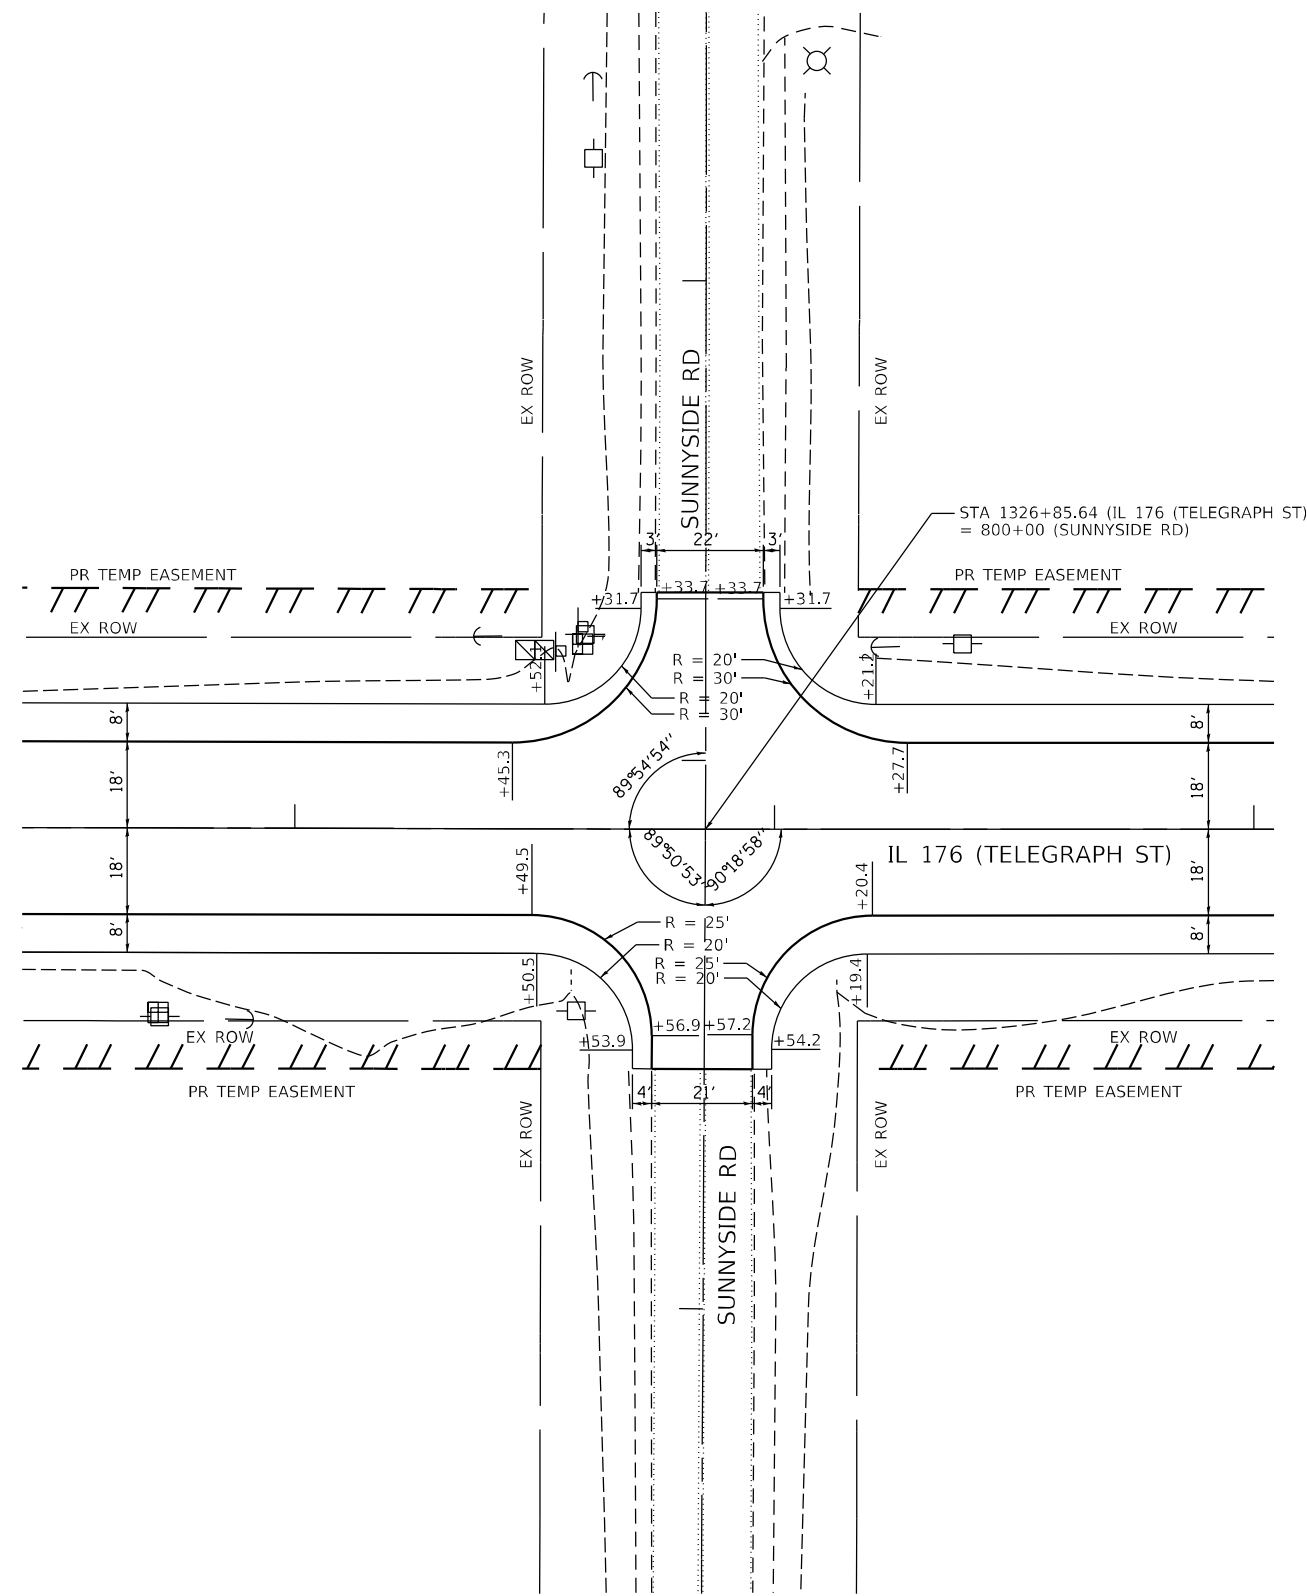 SUNNYSIDE RD
EX ROW
EX ROW
STA 1326+85.64 (IL 176 (TELEGRAPH ST)
= 800+00 (SUNNYSIDE RD)
3'
22'
3'
PR TEMP EASEMENT
PR TEMP EASEMENT
+33.7
+33.7
+31.7
+31.7
EX ROW
EX ROW
R = 20'
R = 30'
R = 20'
R = 30'
+21.2
8'
8'
+45.3
+27.7
18'
18'
89°54'54"
89°50'53"
90°18'58"
IL 176 (TELEGRAPH ST)
18'
18'
+49.5
+20.4
8'
8'
R = 25'
R = 20'
R = 25'
R = 20'
+50.5
+19.4
+56.9
+57.2
+53.9
+54.2
EX ROW
EX ROW
PR TEMP EASEMENT
PR TEMP EASEMENT
4'
21'
4'
EX ROW
EX ROW
SUNNYSIDE RD